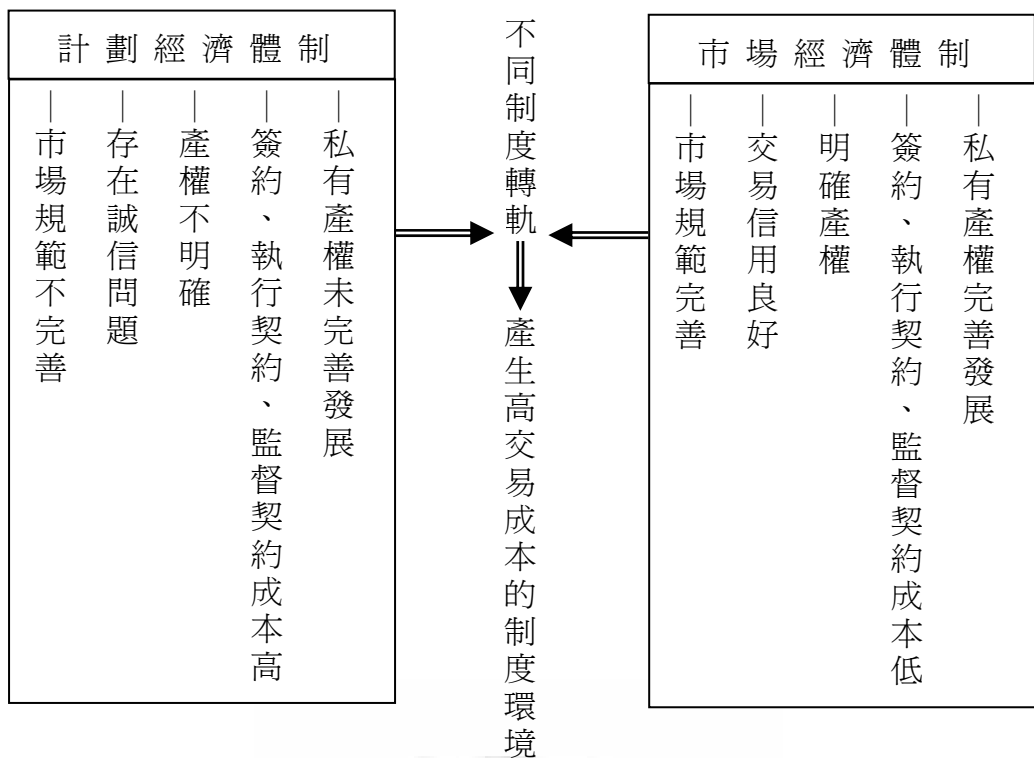 計劃經濟體制
｜市場規範不完善
｜存在誠信問題
｜產權不明確
｜簽約、執行契約、監督契約成本高
｜私有產權未完善發展
不同制度轉軌
產生高交易成本的制度環境
市場經濟體制
｜市場規範完善
｜交易信用良好
｜明確產權
｜簽約、執行契約、監督契約成本低
｜私有產權完善發展